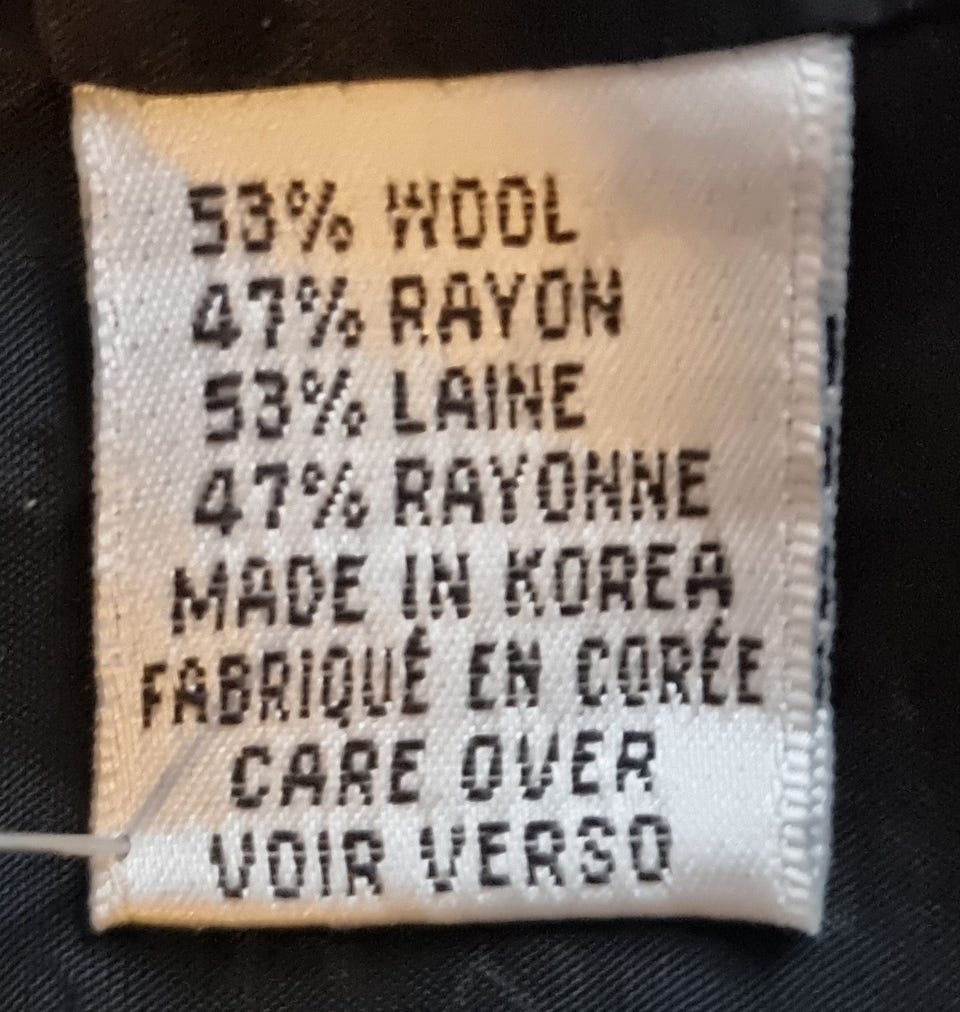 53% WOOL
47% RAYON
53% LAINE
47% RAYONNE
MADE IN KOREA
FABRIQUÉ EN CORÉE
CARE OVER
VOIR VERSO